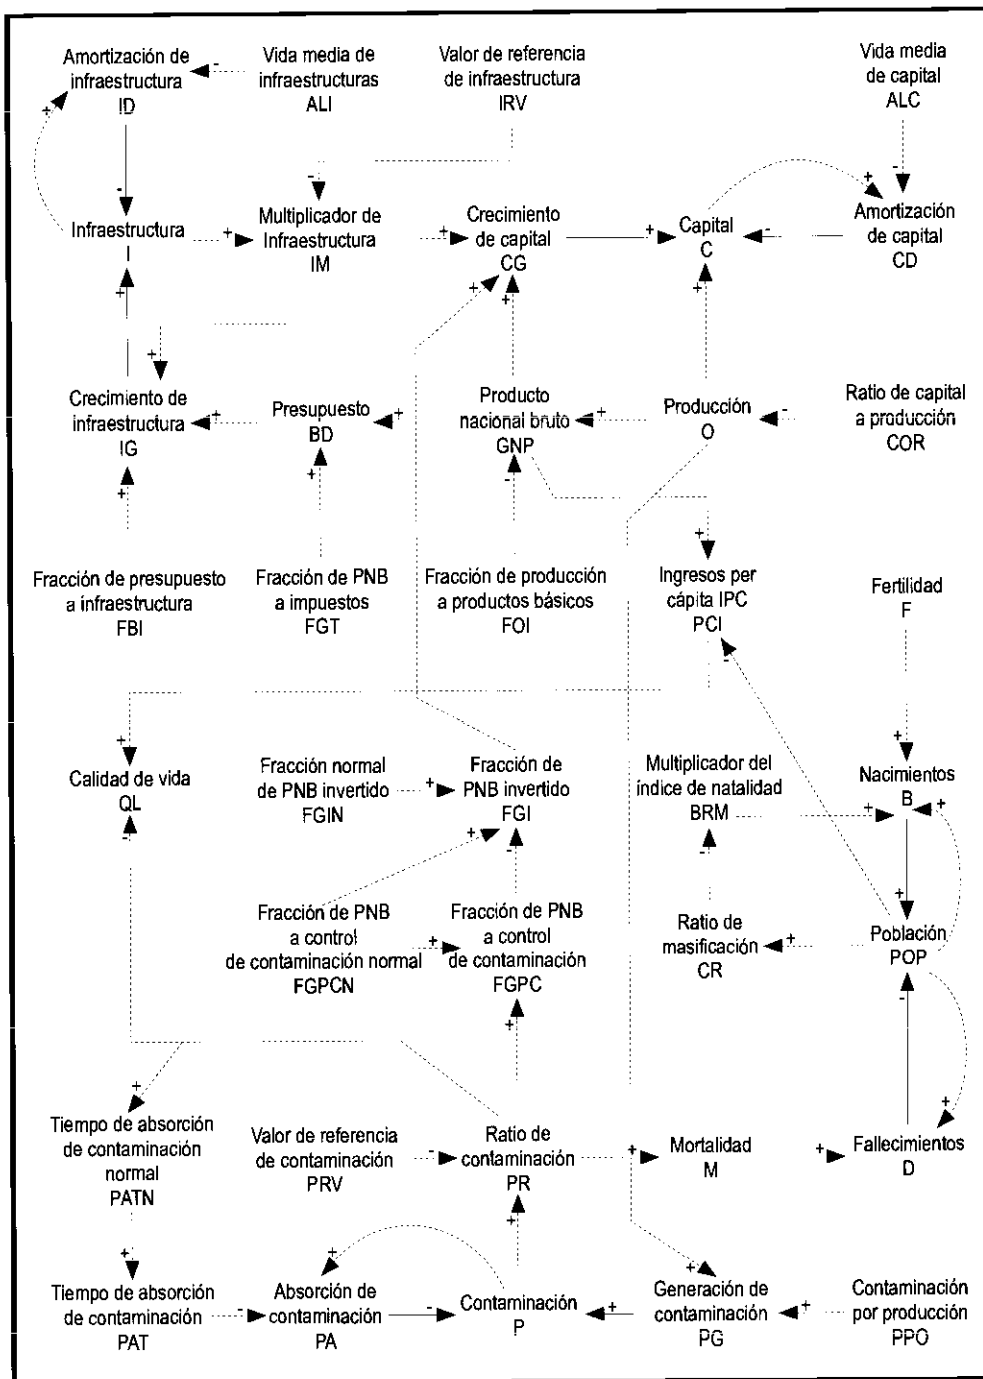 Amortización de
infraestructura
ID
Vida media de
infraestructuras
ALI
Valor de referencia
de infraestructura
IRV
Vida media
de capital
ALC
Infraestructura
I
Multiplicador de
Infraestructura
IM
Crecimiento
de capital
CG
Capital
C
Amortización
de capital
CD
Crecimiento de
infraestructura
IG
Presupuesto
BD
Producto
nacional bruto
GNP
Producción
O
Ratio de capital
a producción
COR
Fracción de presupuesto
a infraestructura
FBI
Fracción de PNB
a impuestos
FGT
Fracción de producción
a productos básicos
FOI
Ingresos per
cápita IPC
PCI
Fertilidad
F
Calidad de vida
QL
Fracción normal
de PNB invertido
FGIN
Fracción de
PNB invertido
FGI
Multiplicador del
índice de natalidad
BRM
Nacimientos
B
Fracción de PNB
a control
de contaminación normal
FGPCN
Fracción de PNB
a control
de contaminación
FGPC
Ratio de
masificación
CR
Población
POP
Tiempo de absorción
de contaminación
normal
PATN
Valor de referencia
de contaminación
PRV
Ratio de
contaminación
PR
Mortalidad
M
Fallecimientos
D
Tiempo de absorción
de contaminación
PAT
Absorción de
contaminación
PA
Contaminación
P
Generación de
contaminación
PG
Contaminación
por producción
PPO